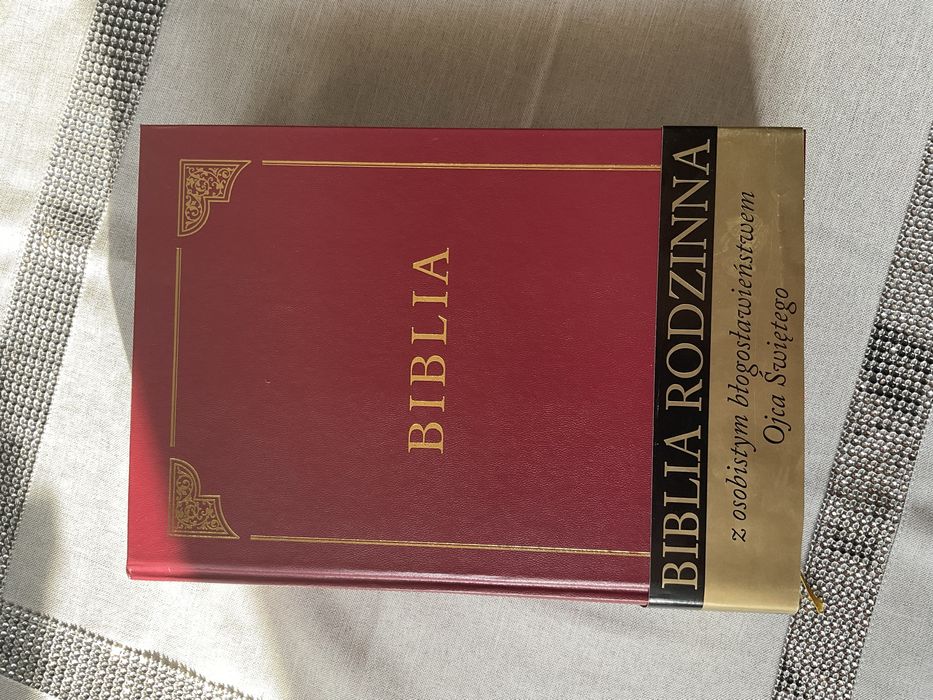 BIBLIA
BIBLIA RODZINNA
z osobistym błogosławieństwem
Ojca Świętego